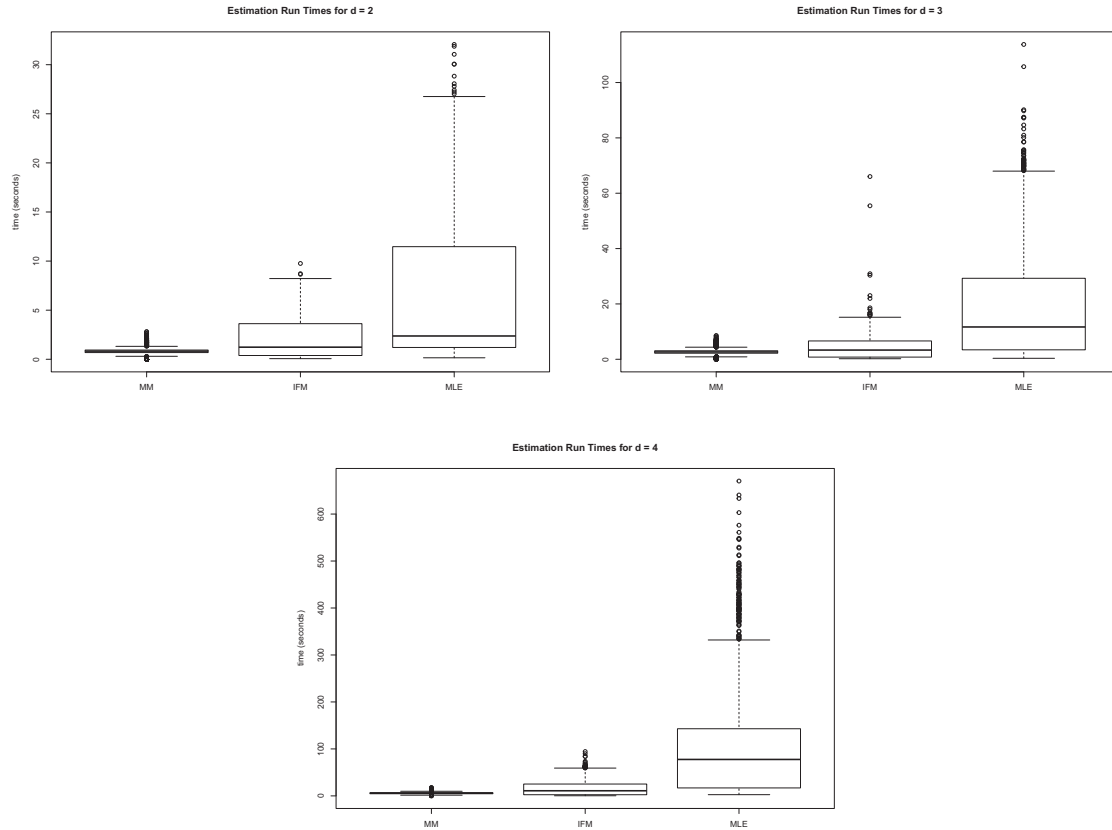 Estimation Run Times for d = 2
time (seconds)
30
25
20
15
10
5
0
MM
IFM
MLE
Estimation Run Times for d = 3
time (seconds)
100
80
60
40
20
0
MM
IFM
MLE
Estimation Run Times for d = 4
time (seconds)
600
500
400
300
200
100
0
MM
IFM
MLE